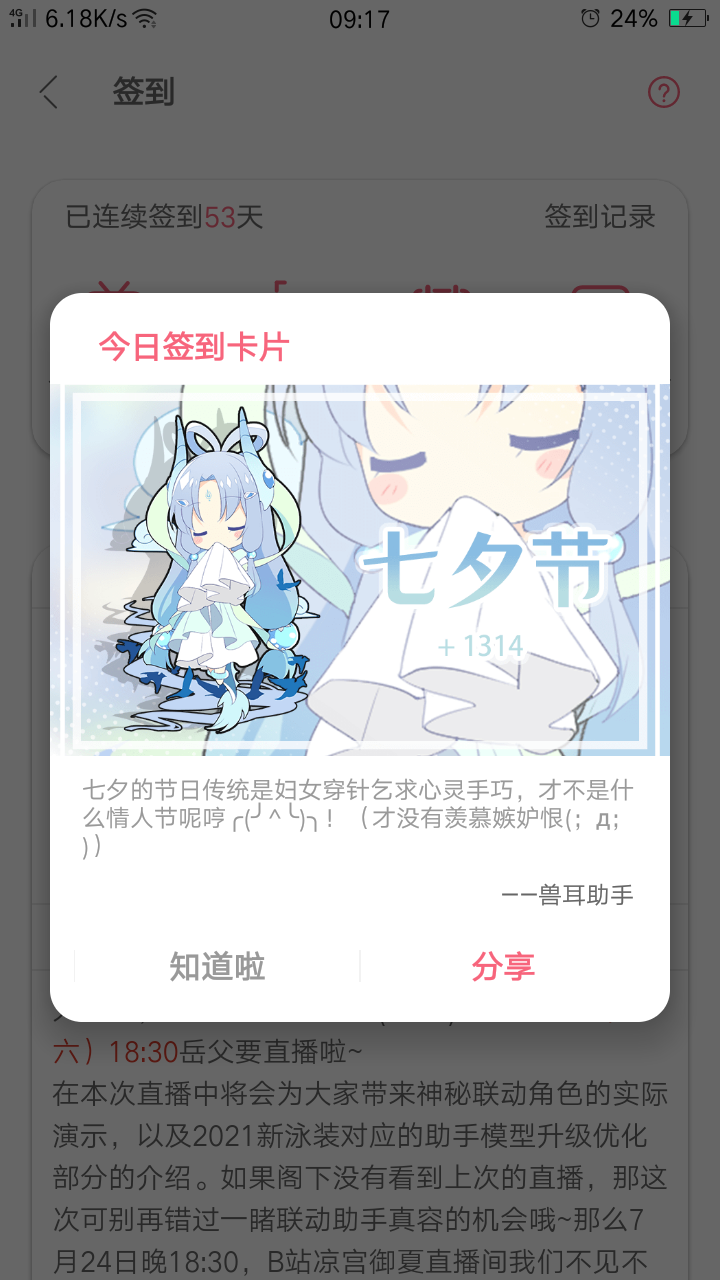 4G 6.18K/s 09:17 24%
签到
?
已连续签到53天 签到记录
今日签到卡片
七夕节
+1314
七夕的节日传统是妇女穿针乞求心灵手巧，才不是什
么情人节呢哼╭(╯^╰)╮！（才没有羡慕嫉妒恨(；д；
)）
——兽耳助手
知道啦 分享
六）18:30岳父要直播啦~
在本次直播中将会为大家带来神秘联动角色的实际
演示，以及2021新泳装对应的助手模型升级优化
部分的介绍。如果阁下没有看到上次的直播，那这
次可别再错过一睹联动助手真容的机会哦~那么7
月24日晚18:30，B站凉宫御夏直播间我们不见不